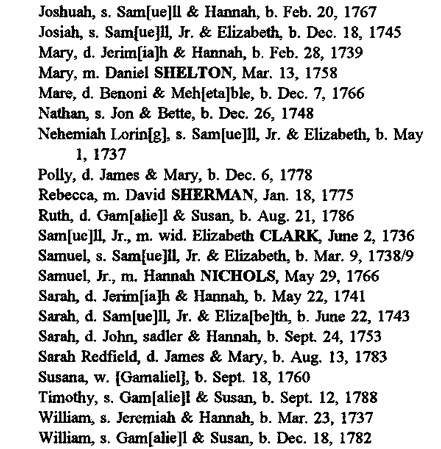 Joshuah, s. Sam[ue]ll & Hannah, b. Feb. 20, 1767
Josiah, s. Sam[ue]ll, Jr. & Elizabeth, b. Dec. 18, 1745
Mary, d. Jerim[ia]h & Hannah, b. Feb. 28, 1739
Mary, m. Daniel SHELTON, Mar. 13, 1758
Mare, d. Benoni & Meh[eta]ble, b. Dec. 7, 1766
Nathan, s. Jon & Bette, b. Dec. 26, 1748
Nehemiah Lorin[g], s. Sam[ue]ll, Jr. & Elizabeth, b. May
1, 1737
Polly, d. James & Mary, b. Dec. 6, 1778
Rebecca, m. David SHERMAN, Jan. 18, 1775
Ruth, d. Gam[alie]l & Susan, b. Aug. 21, 1786
Sam[ue]ll, Jr., m. wid. Elizabeth CLARK, June 2, 1736
Samuel, s. Sam[ue]ll, Jr. & Elizabeth, b. Mar. 9, 1738/9
Samuel, Jr., m. Hannah NICHOLS, May 29, 1766
Sarah, d. Jerim[ia]h & Hannah, b. May 22, 1741
Sarah, d. Sam[ue]ll, Jr. & Eliza[be]th, b. June 22, 1743
Sarah, d. John, sadler & Hannah, b. Sept. 24, 1753
Sarah Redfield, d. James & Mary, b. Aug. 13, 1783
Susana, w. [Gamaliel], b. Sept. 18, 1760
Timothy, s. Gam[alie]l & Susan, b. Sept. 12, 1788
William, s. Jeremiah & Hannah, b. Mar. 23, 1737
William, s. Gam[alie]l & Susan, b. Dec. 18, 1782